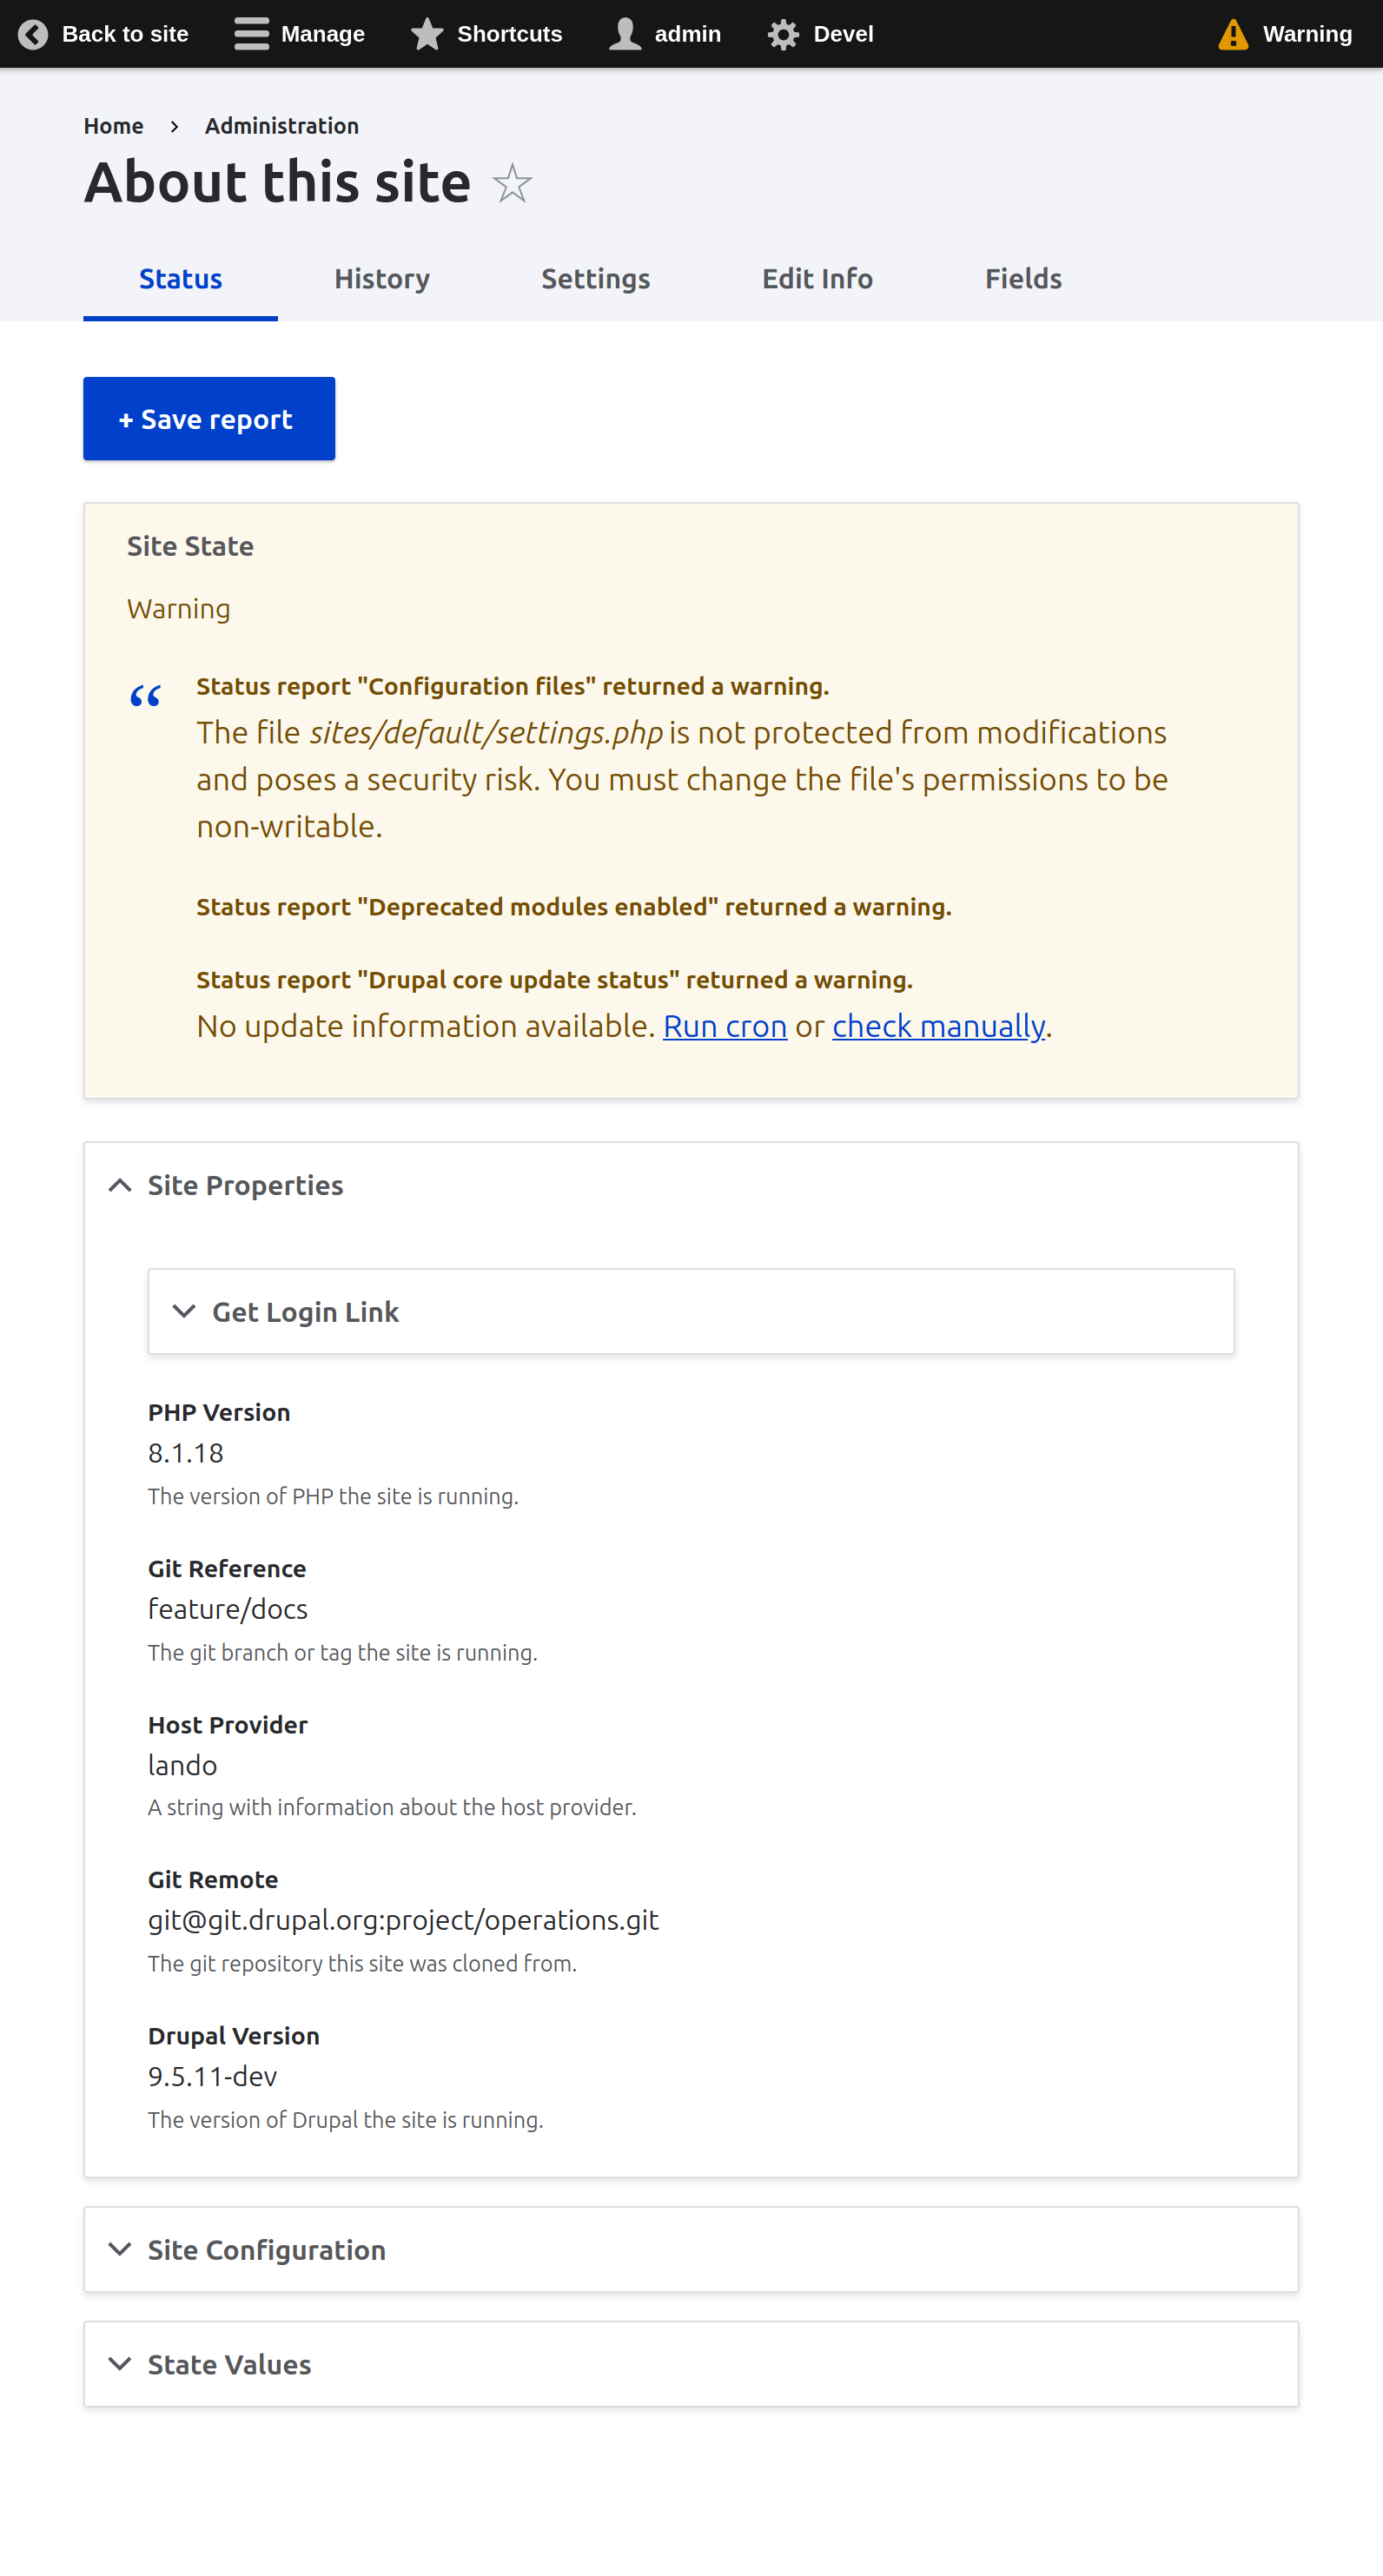 Back to site Manage Shortcuts admin Devel Warning
Home › Administration
About this site
Status History Settings Edit Info Fields
+ Save report
Site State
Warning
“
Status report "Configuration files" returned a warning.
The file sites/default/settings.php is not protected from modifications
and poses a security risk. You must change the file's permissions to be
non-writable.
Status report "Deprecated modules enabled" returned a warning.
Status report "Drupal core update status" returned a warning.
No update information available. Run cron or check manually.
Site Properties
Get Login Link
PHP Version
8.1.18
The version of PHP the site is running.
Git Reference
feature/docs
The git branch or tag the site is running.
Host Provider
lando
A string with information about the host provider.
Git Remote
git@git.drupal.org:project/operations.git
The git repository this site was cloned from.
Drupal Version
9.5.11-dev
The version of Drupal the site is running.
Site Configuration
State Values